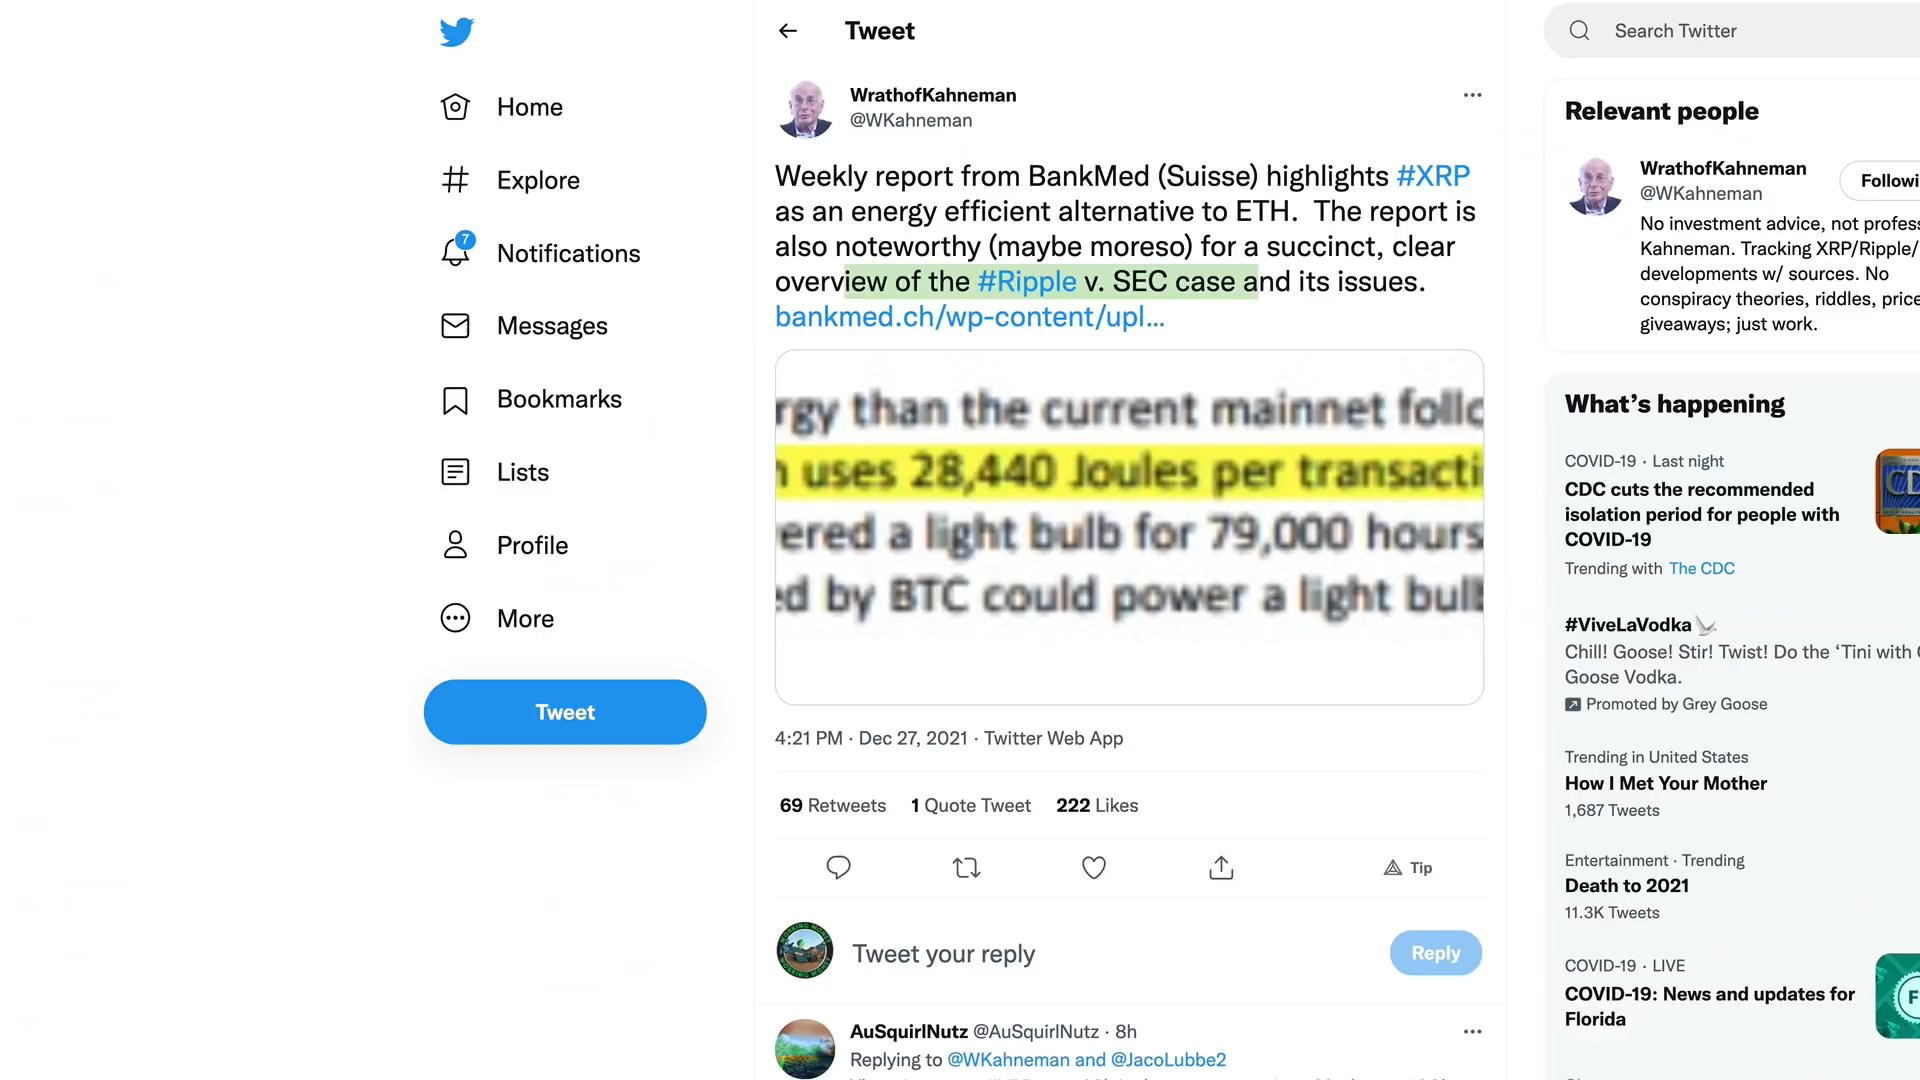 Home
Explore
7
Notifications
Messages
Bookmarks
Lists
Profile
More
Tweet
Tweet
WrathofKahneman
@WKahneman
Weekly report from BankMed (Suisse) highlights #XRP
as an energy efficient alternative to ETH. The report is
also noteworthy (maybe moreso) for a succinct, clear
overview of the #Ripple v. SEC case and its issues.
bankmed.ch/wp-content/upl...
rgy than the current mainnet follo
n uses 28,440 Joules per transacti
ered a light bulb for 79,000 hours
ed by BTC could power a light bulb
4:21 PM · Dec 27, 2021 · Twitter Web App
69 Retweets 1 Quote Tweet 222 Likes
Tip
Tweet your reply
Reply
AuSquirlNutz @AuSquirlNutz · 8h
Replying to @WKahneman and @JacoLubbe2
Search Twitter
Relevant people
WrathofKahneman
@WKahneman
Followi
No investment advice, not profess
Kahneman. Tracking XRP/Ripple/
developments w/ sources. No
conspiracy theories, riddles, price
giveaways; just work.
What's happening
COVID-19 · Last night
CDC cuts the recommended
isolation period for people with
COVID-19
Trending with The CDC
#ViveLaVodka
Chill! Goose! Stir! Twist! Do the 'Tini with
Goose Vodka.
Promoted by Grey Goose
Trending in United States
How I Met Your Mother
1,687 Tweets
Entertainment · Trending
Death to 2021
11.3K Tweets
COVID-19 · LIVE
COVID-19: News and updates for
Florida